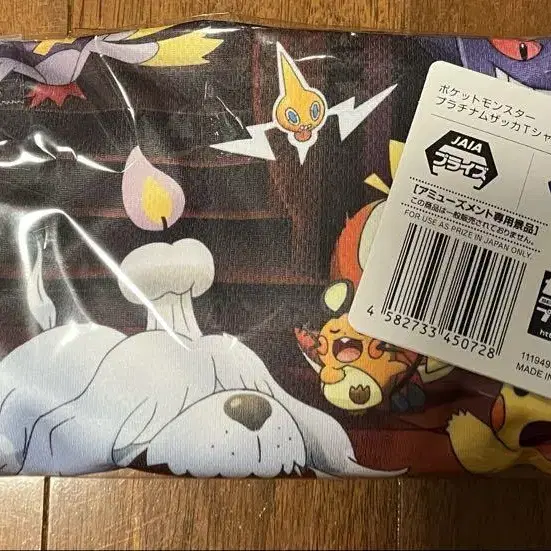 ポケットモンスター
プラチナムザッカTシャ
JAIA
プライズ
[アミューズメント専用景品]
この商品は一般販売されておりません。
FOR USE AS PRIZE IN JAPAN ONLY.
4 582733 450728
111949
MADE IN